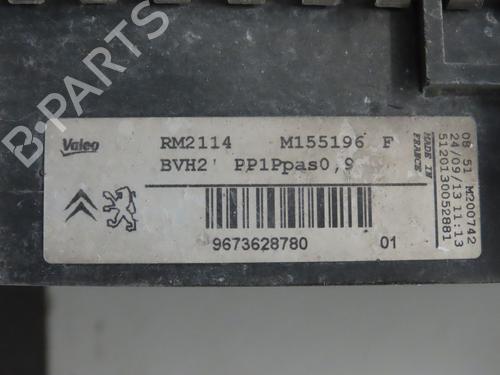 B-PARTS
Valeo
RM2114 M155196 F
BVH2' PP1Ppas0,9
9673628780 01
MADE IN
FRANCE
08 51 M200742
24/09/13 11:13
5120130052881